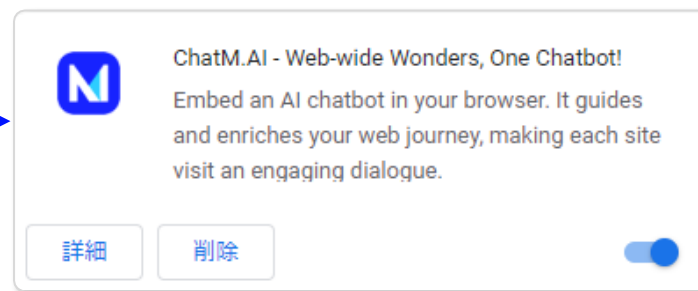 ChatM.AI - Web-wide Wonders, One Chatbot!
Embed an AI chatbot in your browser. It guides
and enriches your web journey, making each site
visit an engaging dialogue.
詳細 削除